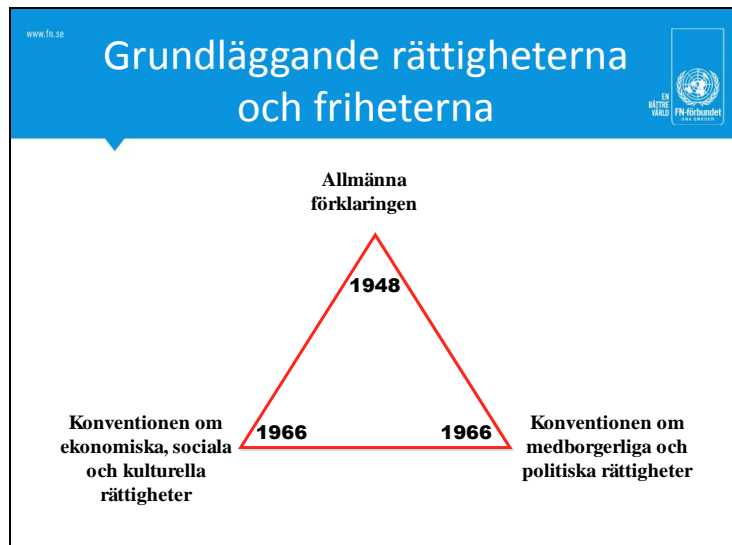 www.fn.se
Grundläggande rättigheterna
och friheterna
EN
BÄTTRE
VÄRLD
FN-förbundet
UNA SWEDEN
Allmänna
förklaringen
1948
Konventionen om
ekonomiska, sociala
och kulturella
rättigheter
1966
1966
Konventionen om
medborgerliga och
politiska rättigheter